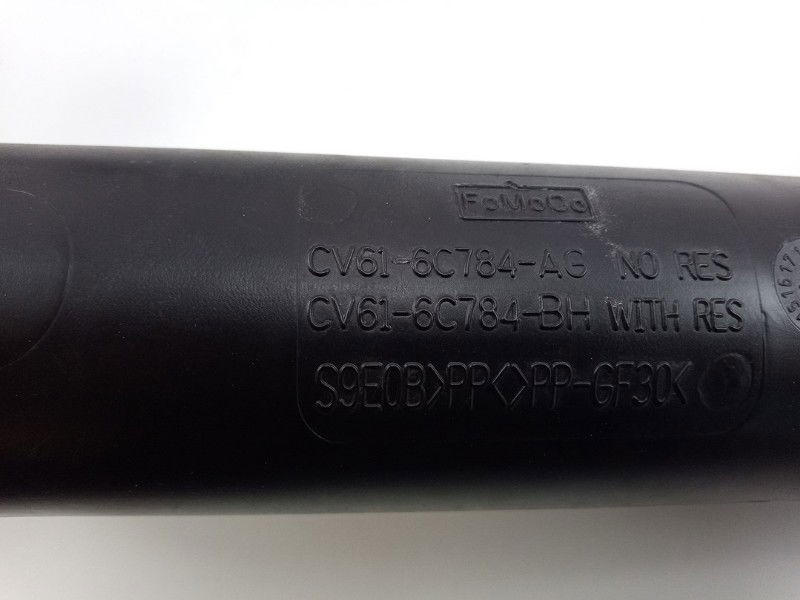 FoMoCo
CV61-6C784-AG NO RES
CV61-6C784-BH WITH RES
S9E0B>PP<>PP-GF30<